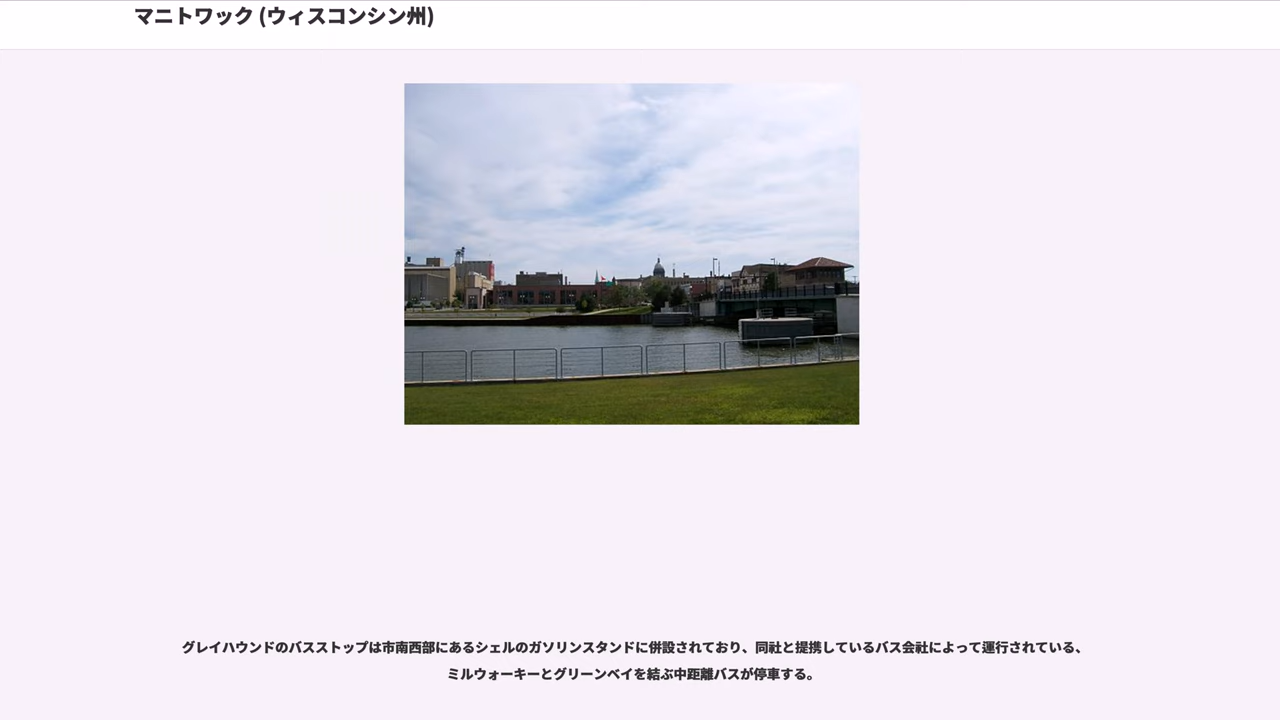 マニトワック (ウィスコンシン州)
グレイハウンドのバスストップは市南西部にあるシェルのガソリンスタンドに併設されており、同社と提携しているバス会社によって運行されている、
ミルウォーキーとグリーンベイを結ぶ中距離バスが停車する。